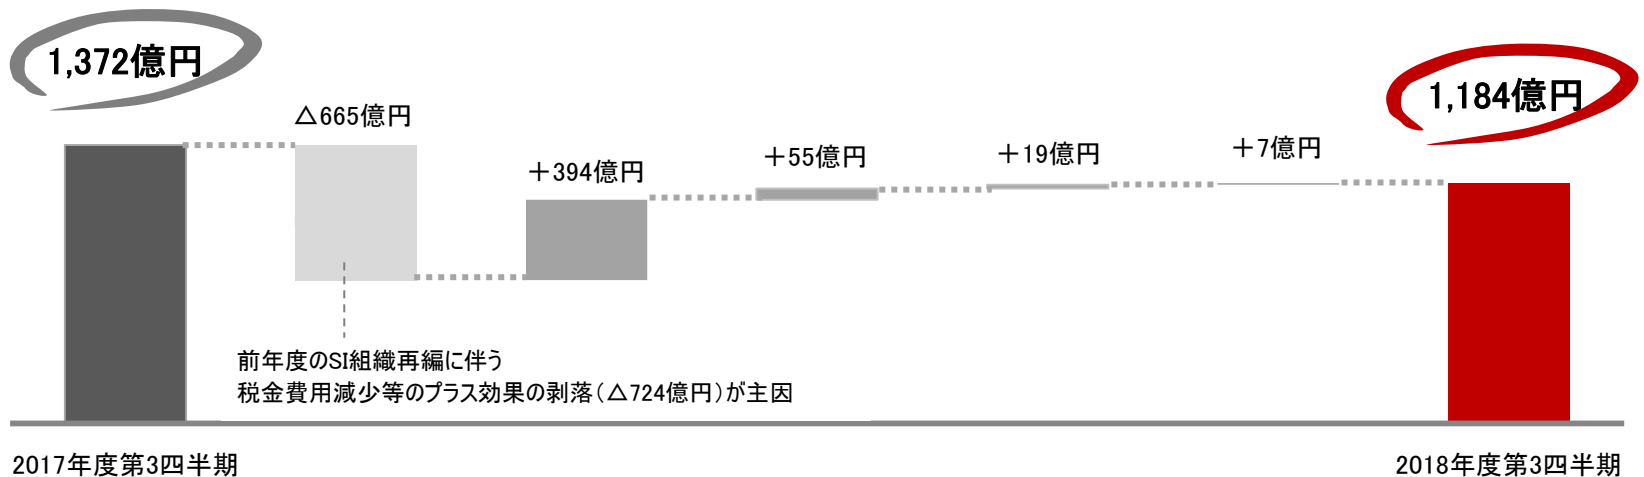 1,372億円
1,184億円
△665億円
＋394億円
＋55億円
＋19億円
＋7億円
前年度のSI組織再編に伴う
税金費用減少等のプラス効果の剥落（△724億円）が主因
2017年度第3四半期
2018年度第3四半期